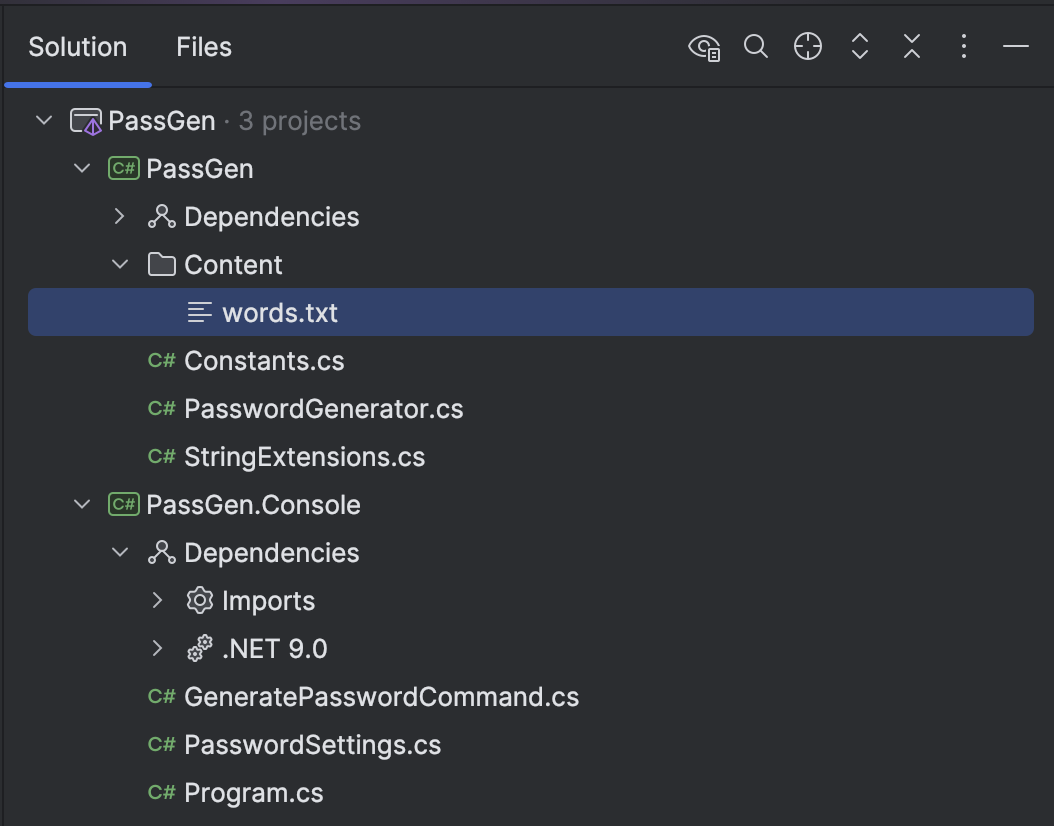 Solution Files
PassGen · 3 projects
C# PassGen
Dependencies
Content
words.txt
C# Constants.cs
C# PasswordGenerator.cs
C# StringExtensions.cs
C# PassGen.Console
Dependencies
Imports
.NET 9.0
C# GeneratePasswordCommand.cs
C# PasswordSettings.cs
C# Program.cs